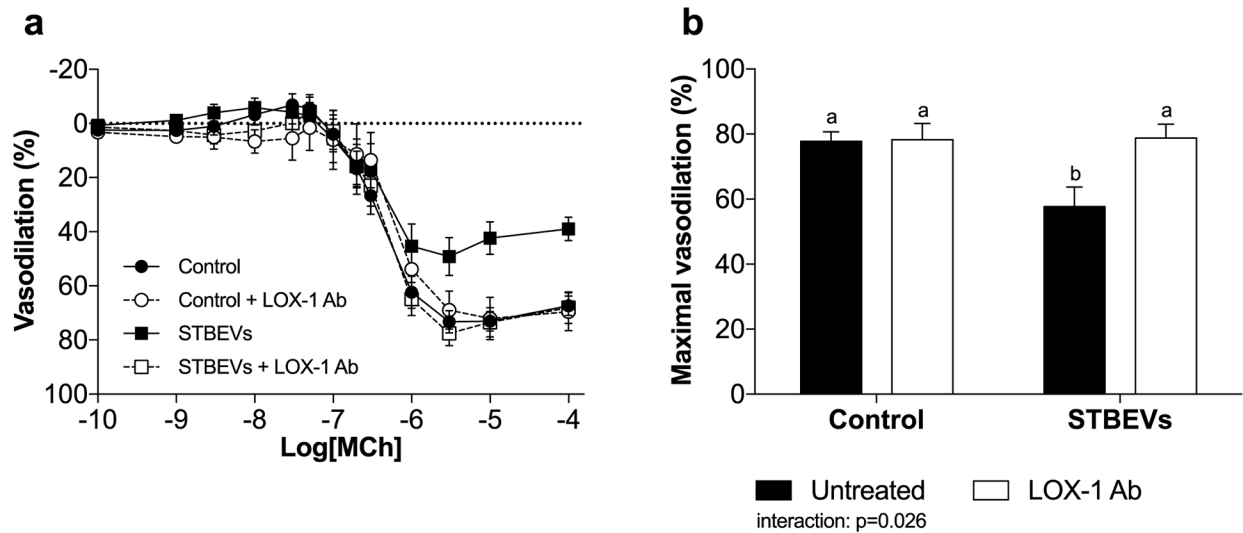 a
Vasodilation (%)
-20
0
20
40
60
80
100
Control
Control + LOX-1 Ab
STBEVs
STBEVs + LOX-1 Ab
-10 -9 -8 -7 -6 -5 -4
Log[MCh]
b
Maximal vasodilation (%)
100
80
60
40
20
0
a a b a
Control STBEVs
Untreated LOX-1 Ab
interaction: p=0.026